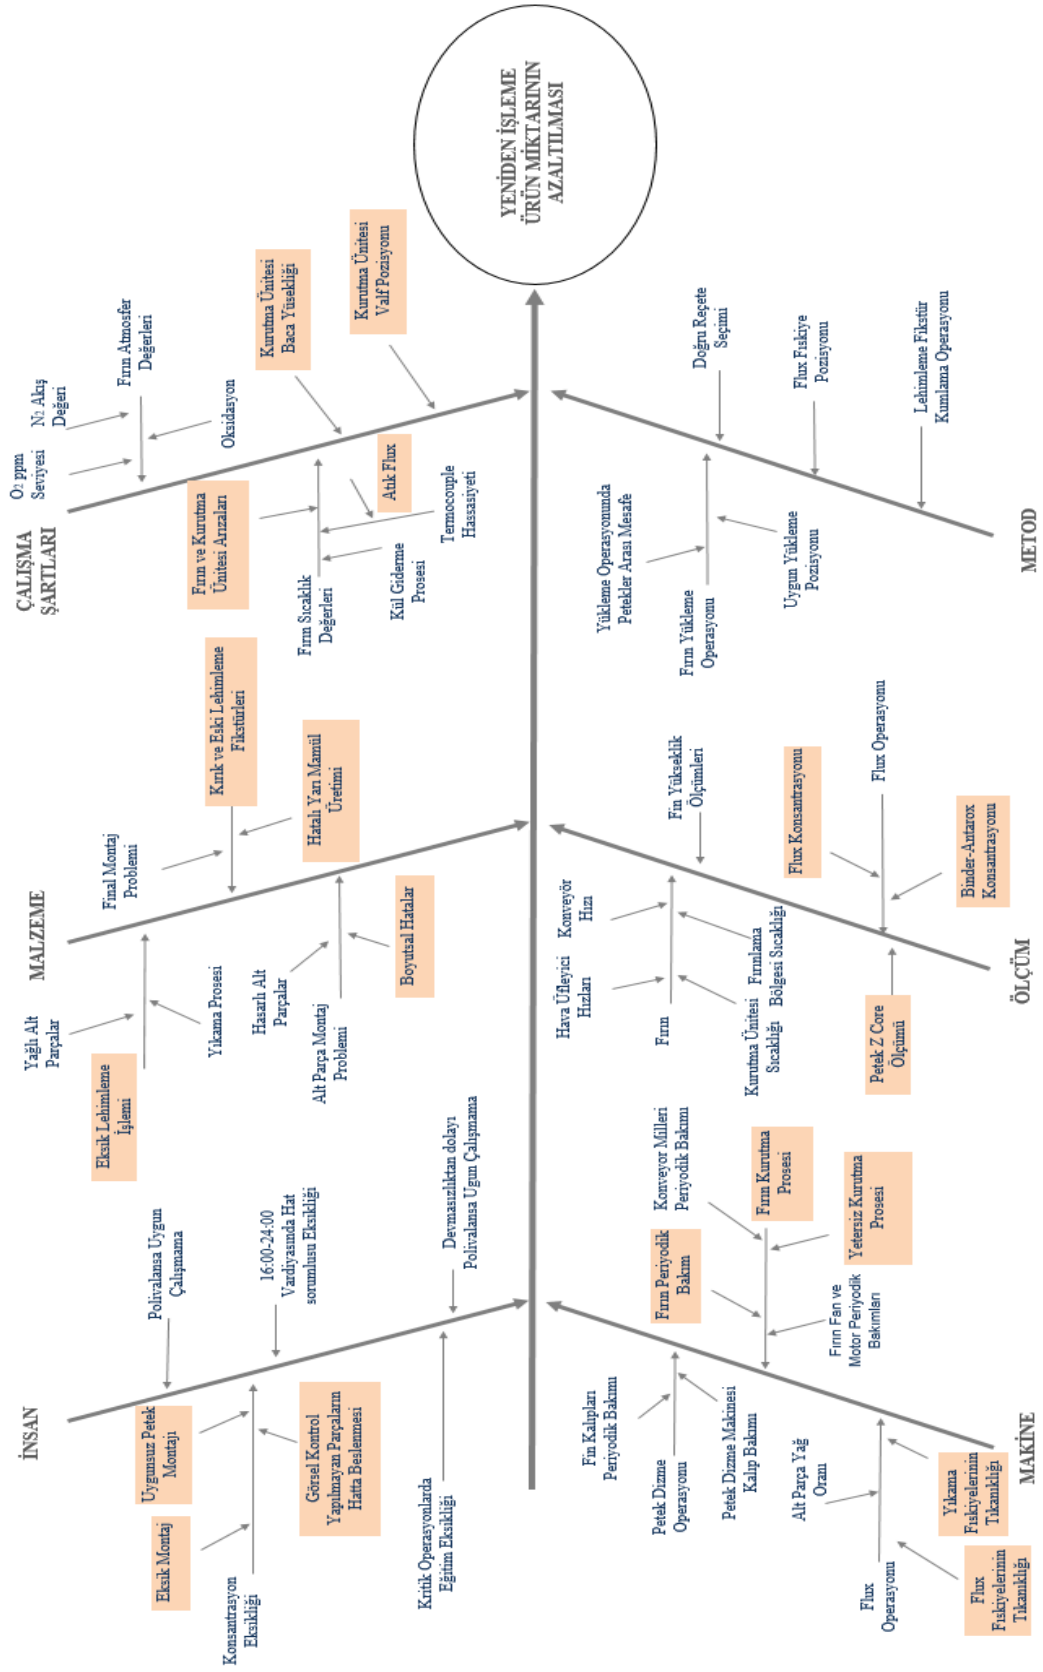 YENİDEN İŞLEME
ÜRÜN MİKTARININ
AZALTILMASI
İNSAN
Polivalansa Uygun
Çalışmama
16:00-24:00
Vardiyasında Hat
sorumlusu Eksikliği
Devmasızlıktan dolayı
Polivalansa Ugun Çalışmama
Uygunsuz Petek
Montajı
Eksik Montaj
Konsantrasyon
Eksikliği
Görsel Kontrol
Yapılmayan Parçaların
Hatta Beslenmesi
Kritik Operasyonlarda
Eğitim Eksikliği
MALZEME
Yağlı Alt
Parçalar
Eksik Lehimleme
İşlemi
Yıkama Prosesi
Final Montaj
Problemi
Kırık ve Eski Lehimleme
Fikstürleri
Hatalı Yarı Mamül
Üretimi
Hasarlı Alt
Parçalar
Alt Parça Montaj
Problemi
Boyutsal Hatalar
ÇALIŞMA
ŞARTLARI
O2 ppm
Seviyesi
N2 Akış
Değeri
Fırın Atmosfer
Değerleri
Oksidasyon
Fırın ve Kurutma
Ünitesi Arızaları
Kurutma Ünitesi
Baca Yüsekliği
Kurutma Ünitesi
Valf Pozisyonu
Fırın Sıcaklık
Değerleri
Atık Flux
Kül Giderme
Prosesi
Termocouple
Hassasiyeti
MAKİNE
Fin Kalıpları
Periyodik Bakımı
Petek Dizme
Operasyonu
Petek Dizme Makinesi
Kalıp Bakımı
Konveyor Milleri
Periyodik Bakımı
Fırın Periyodik
Bakım
Fırın Kurutma
Prosesi
Yetersiz Kurutma
Prosesi
Fırın Fan ve
Motor Periyodik
Bakımları
Alt Parça Yağ
Oranı
Flux
Operasyonu
Yıkama
Fıskiyelerinin
Tıkanıklığı
Flux
Fıskiyelerinin
Tıkanıklığı
ÖLÇÜM
Hava Üfleyici
Hızları
Konveyör
Hızı
Fırın
Kurutma Ünitesi
Sıcaklığı
Fırınlama
Bölgesi Sıcaklığı
Fin Yükseklik
Ölçümleri
Flux Konsantrasyonu
Flux Operasyonu
Binder-Antarox
Konsantrasyonu
Petek Z Core
Ölçümü
METOD
Yükleme Operasyonunda
Petekler Arası Mesafe
Fırın Yükleme
Operasyonu
Uygun Yükleme
Pozisyonu
Doğru Reçete
Seçimi
Flux Fıskiye
Pozisyonu
Lehimleme Fikstür
Kumlama Operasyonu